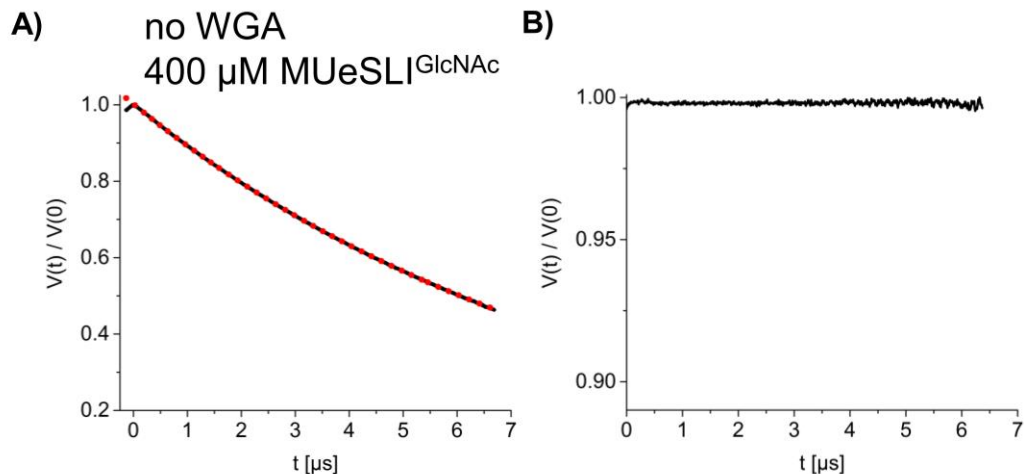 A)
no WGA
400 µM MUeSLI^GlcNAc
V(t) / V(0)
1.0
0.8
0.6
0.4
0.2
0 1 2 3 4 5 6 7
t [µs]
B)
V(t) / V(0)
1.00
0.95
0.90
0 1 2 3 4 5 6 7
t [µs]